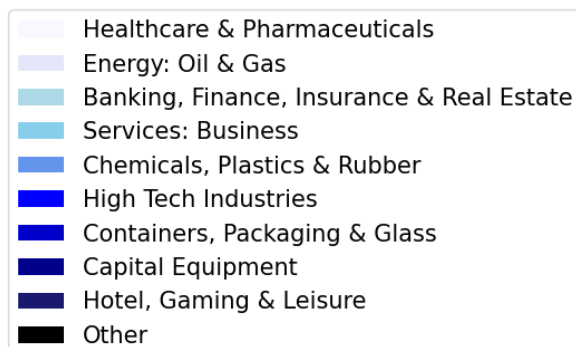 Healthcare & Pharmaceuticals
Energy: Oil & Gas
Banking, Finance, Insurance & Real Estate
Services: Business
Chemicals, Plastics & Rubber
High Tech Industries
Containers, Packaging & Glass
Capital Equipment
Hotel, Gaming & Leisure
Other